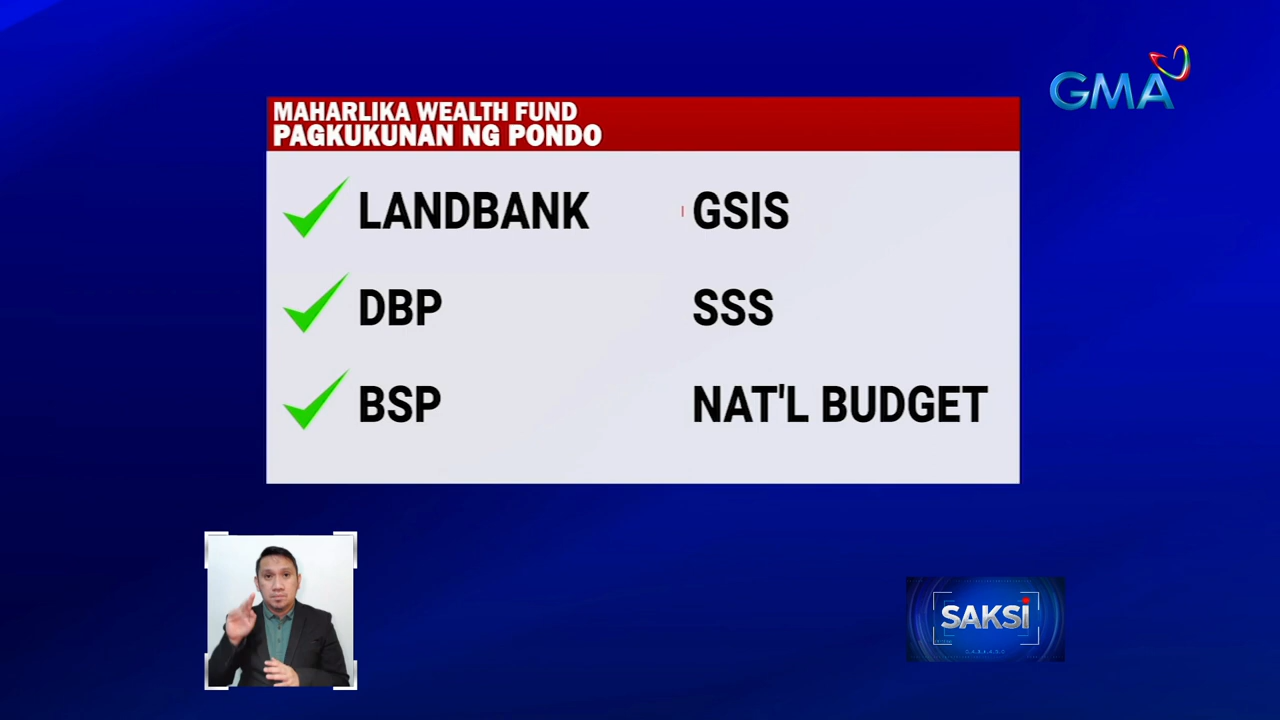 GMA
MAHARLIKA WEALTH FUND
PAGKUKUNAN NG PONDO
LANDBANK
GSIS
DBP
SSS
BSP
NAT'L BUDGET
SAKSI